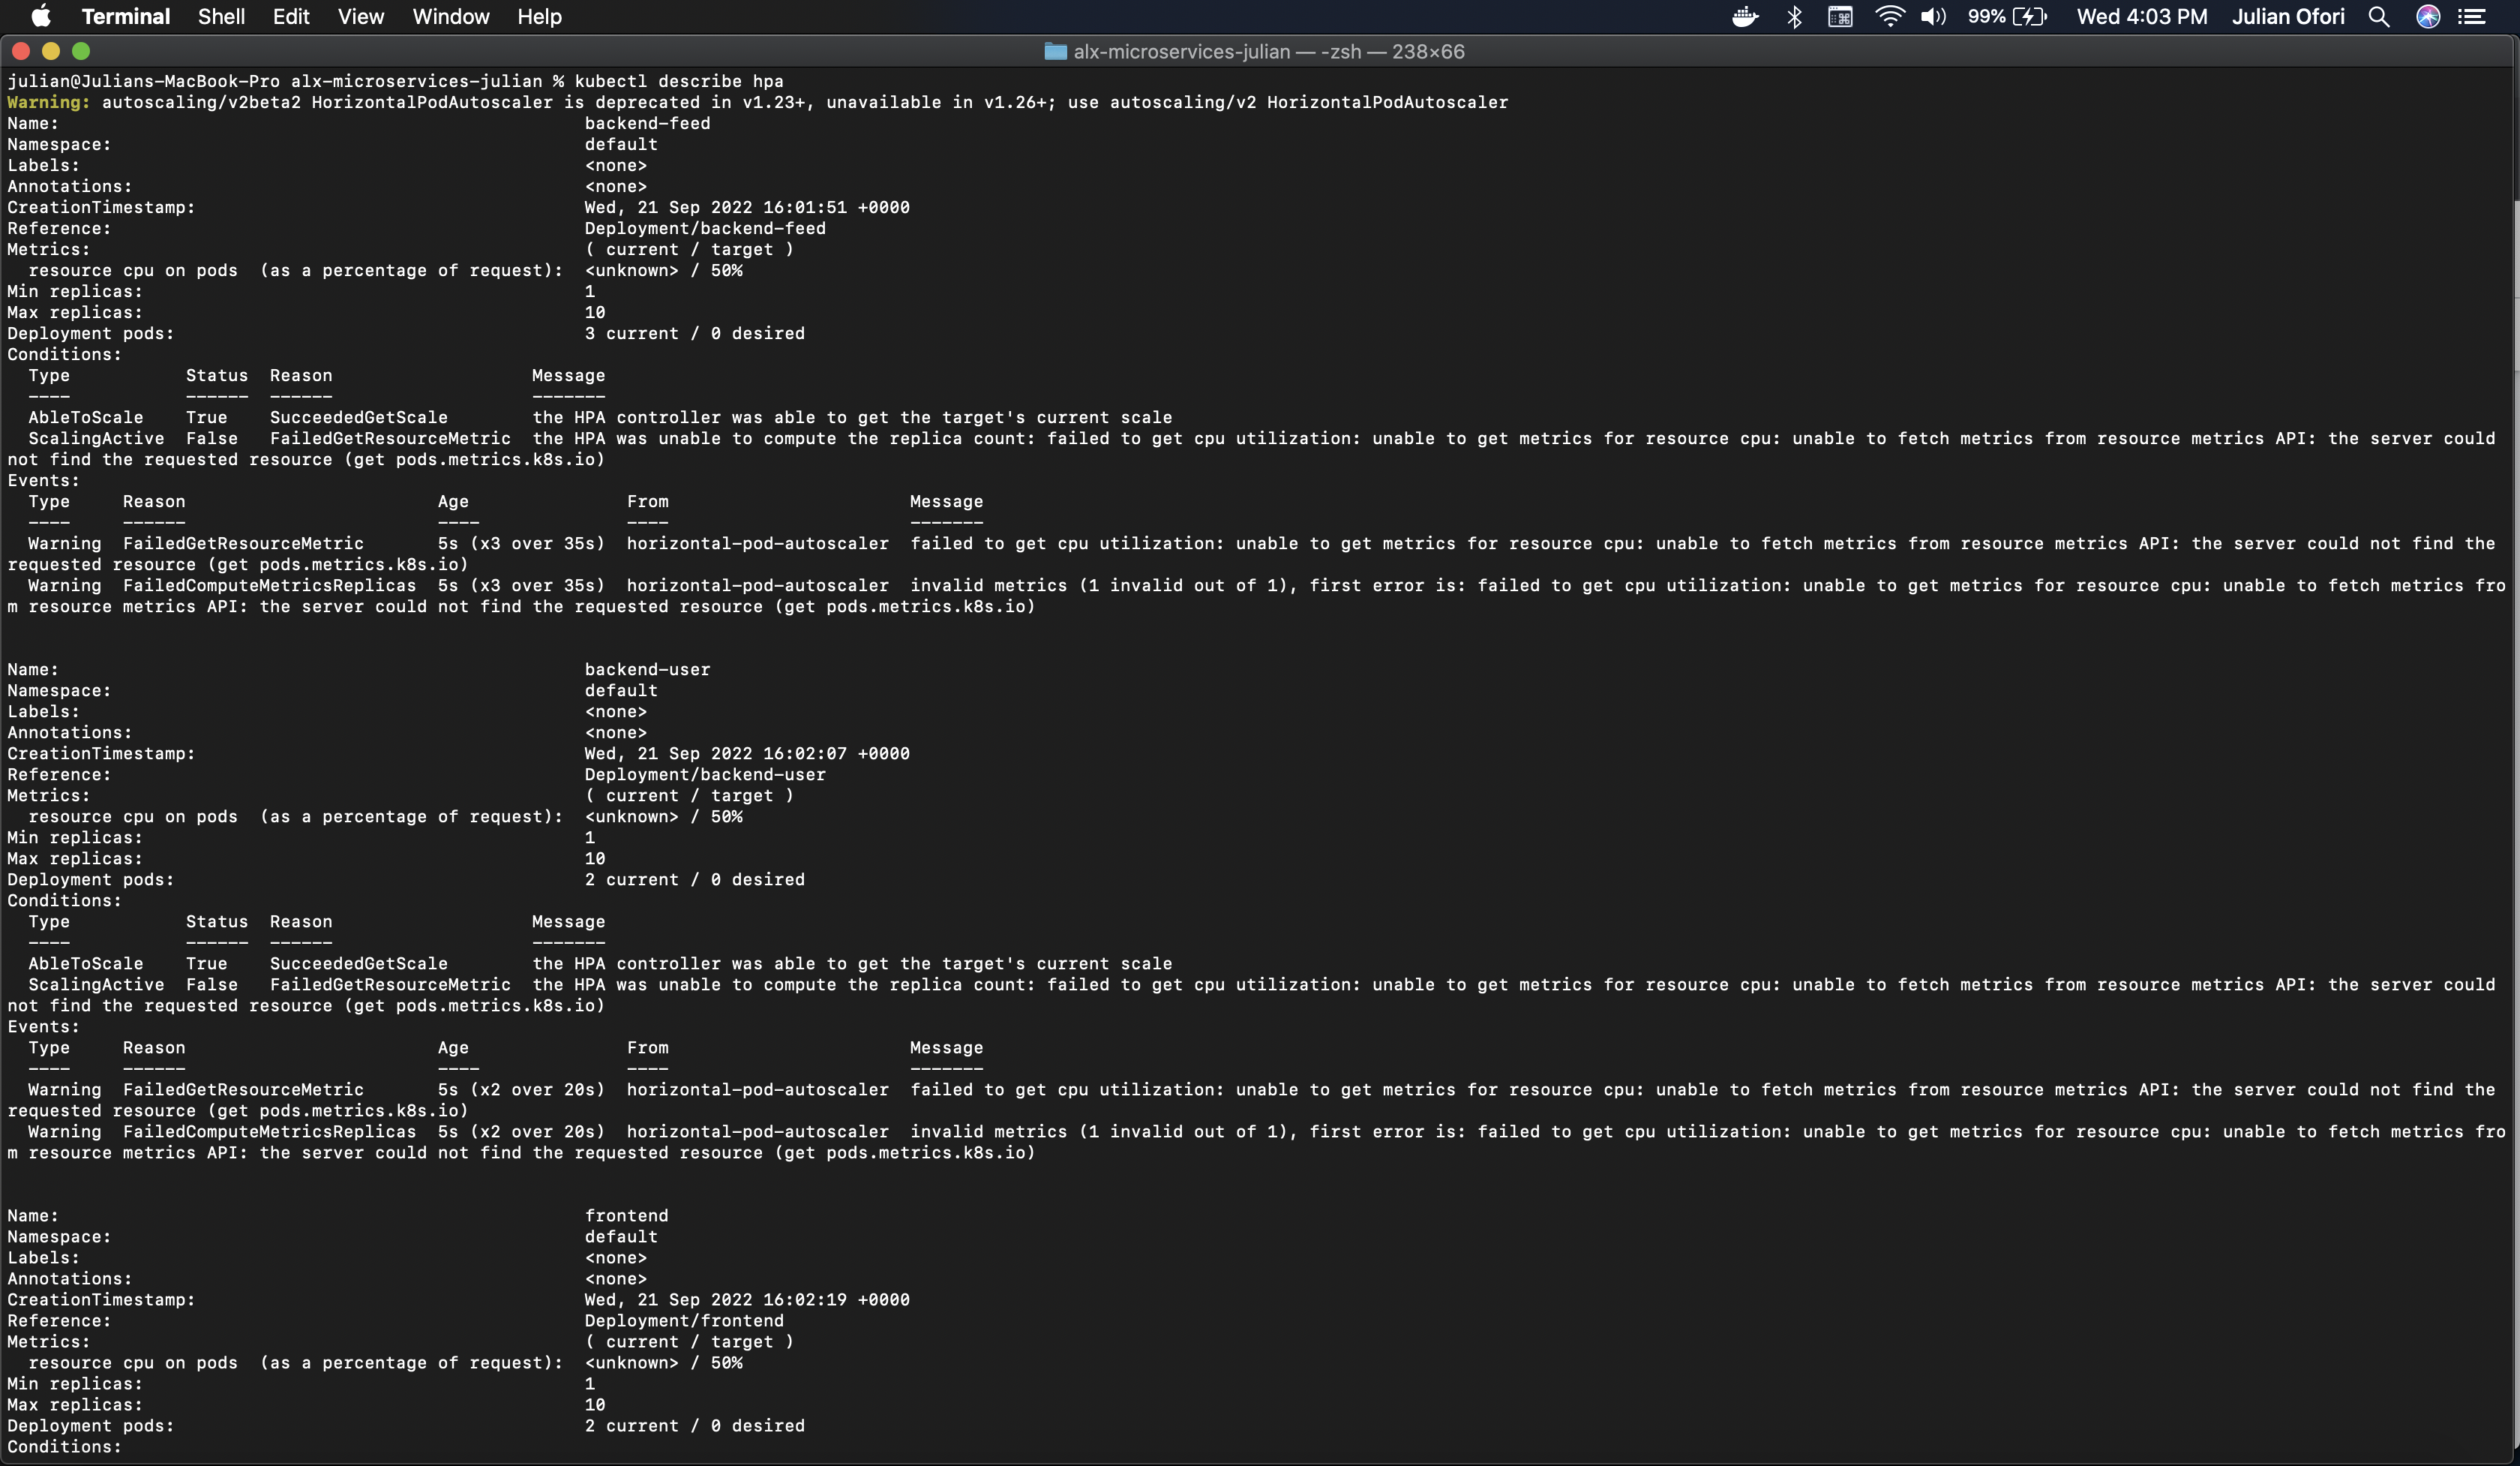 Terminal Shell Edit View Window Help 99% Wed 4:03 PM Julian Ofori
alx-microservices-julian — -zsh — 238×66
julian@Julians-MacBook-Pro alx-microservices-julian % kubectl describe hpa
Warning: autoscaling/v2beta2 HorizontalPodAutoscaler is deprecated in v1.23+, unavailable in v1.26+; use autoscaling/v2 HorizontalPodAutoscaler
Name: backend-feed
Namespace: default
Labels: <none>
Annotations: <none>
CreationTimestamp: Wed, 21 Sep 2022 16:01:51 +0000
Reference: Deployment/backend-feed
Metrics: ( current / target )
resource cpu on pods (as a percentage of request): <unknown> / 50%
Min replicas: 1
Max replicas: 10
Deployment pods: 3 current / 0 desired
Conditions:
Type Status Reason Message
---- ------ ------ -------
AbleToScale True SucceededGetScale the HPA controller was able to get the target's current scale
ScalingActive False FailedGetResourceMetric the HPA was unable to compute the replica count: failed to get cpu utilization: unable to get metrics for resource cpu: unable to fetch metrics from resource metrics API: the server could
not find the requested resource (get pods.metrics.k8s.io)
Events:
Type Reason Age From Message
---- ------ ---- ---- -------
Warning FailedGetResourceMetric 5s (x3 over 35s) horizontal-pod-autoscaler failed to get cpu utilization: unable to get metrics for resource cpu: unable to fetch metrics from resource metrics API: the server could not find the
requested resource (get pods.metrics.k8s.io)
Warning FailedComputeMetricsReplicas 5s (x3 over 35s) horizontal-pod-autoscaler invalid metrics (1 invalid out of 1), first error is: failed to get cpu utilization: unable to get metrics for resource cpu: unable to fetch metrics fro
m resource metrics API: the server could not find the requested resource (get pods.metrics.k8s.io)
Name: backend-user
Namespace: default
Labels: <none>
Annotations: <none>
CreationTimestamp: Wed, 21 Sep 2022 16:02:07 +0000
Reference: Deployment/backend-user
Metrics: ( current / target )
resource cpu on pods (as a percentage of request): <unknown> / 50%
Min replicas: 1
Max replicas: 10
Deployment pods: 2 current / 0 desired
Conditions:
Type Status Reason Message
---- ------ ------ -------
AbleToScale True SucceededGetScale the HPA controller was able to get the target's current scale
ScalingActive False FailedGetResourceMetric the HPA was unable to compute the replica count: failed to get cpu utilization: unable to get metrics for resource cpu: unable to fetch metrics from resource metrics API: the server could
not find the requested resource (get pods.metrics.k8s.io)
Events:
Type Reason Age From Message
---- ------ ---- ---- -------
Warning FailedGetResourceMetric 5s (x2 over 20s) horizontal-pod-autoscaler failed to get cpu utilization: unable to get metrics for resource cpu: unable to fetch metrics from resource metrics API: the server could not find the
requested resource (get pods.metrics.k8s.io)
Warning FailedComputeMetricsReplicas 5s (x2 over 20s) horizontal-pod-autoscaler invalid metrics (1 invalid out of 1), first error is: failed to get cpu utilization: unable to get metrics for resource cpu: unable to fetch metrics fro
m resource metrics API: the server could not find the requested resource (get pods.metrics.k8s.io)
Name: frontend
Namespace: default
Labels: <none>
Annotations: <none>
CreationTimestamp: Wed, 21 Sep 2022 16:02:19 +0000
Reference: Deployment/frontend
Metrics: ( current / target )
resource cpu on pods (as a percentage of request): <unknown> / 50%
Min replicas: 1
Max replicas: 10
Deployment pods: 2 current / 0 desired
Conditions: